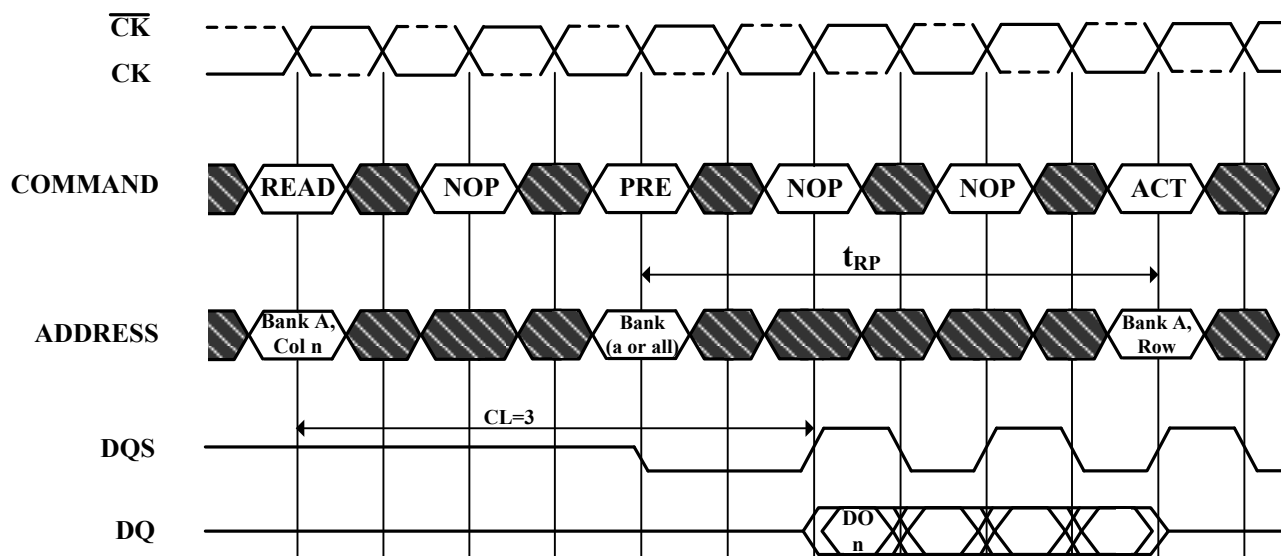 CK
CK
COMMAND
READ
NOP
PRE
NOP
NOP
ACT
tRP
ADDRESS
Bank A,
Col n
Bank
(a or all)
Bank A,
Row
CL=3
DQS
DQ
DO
n